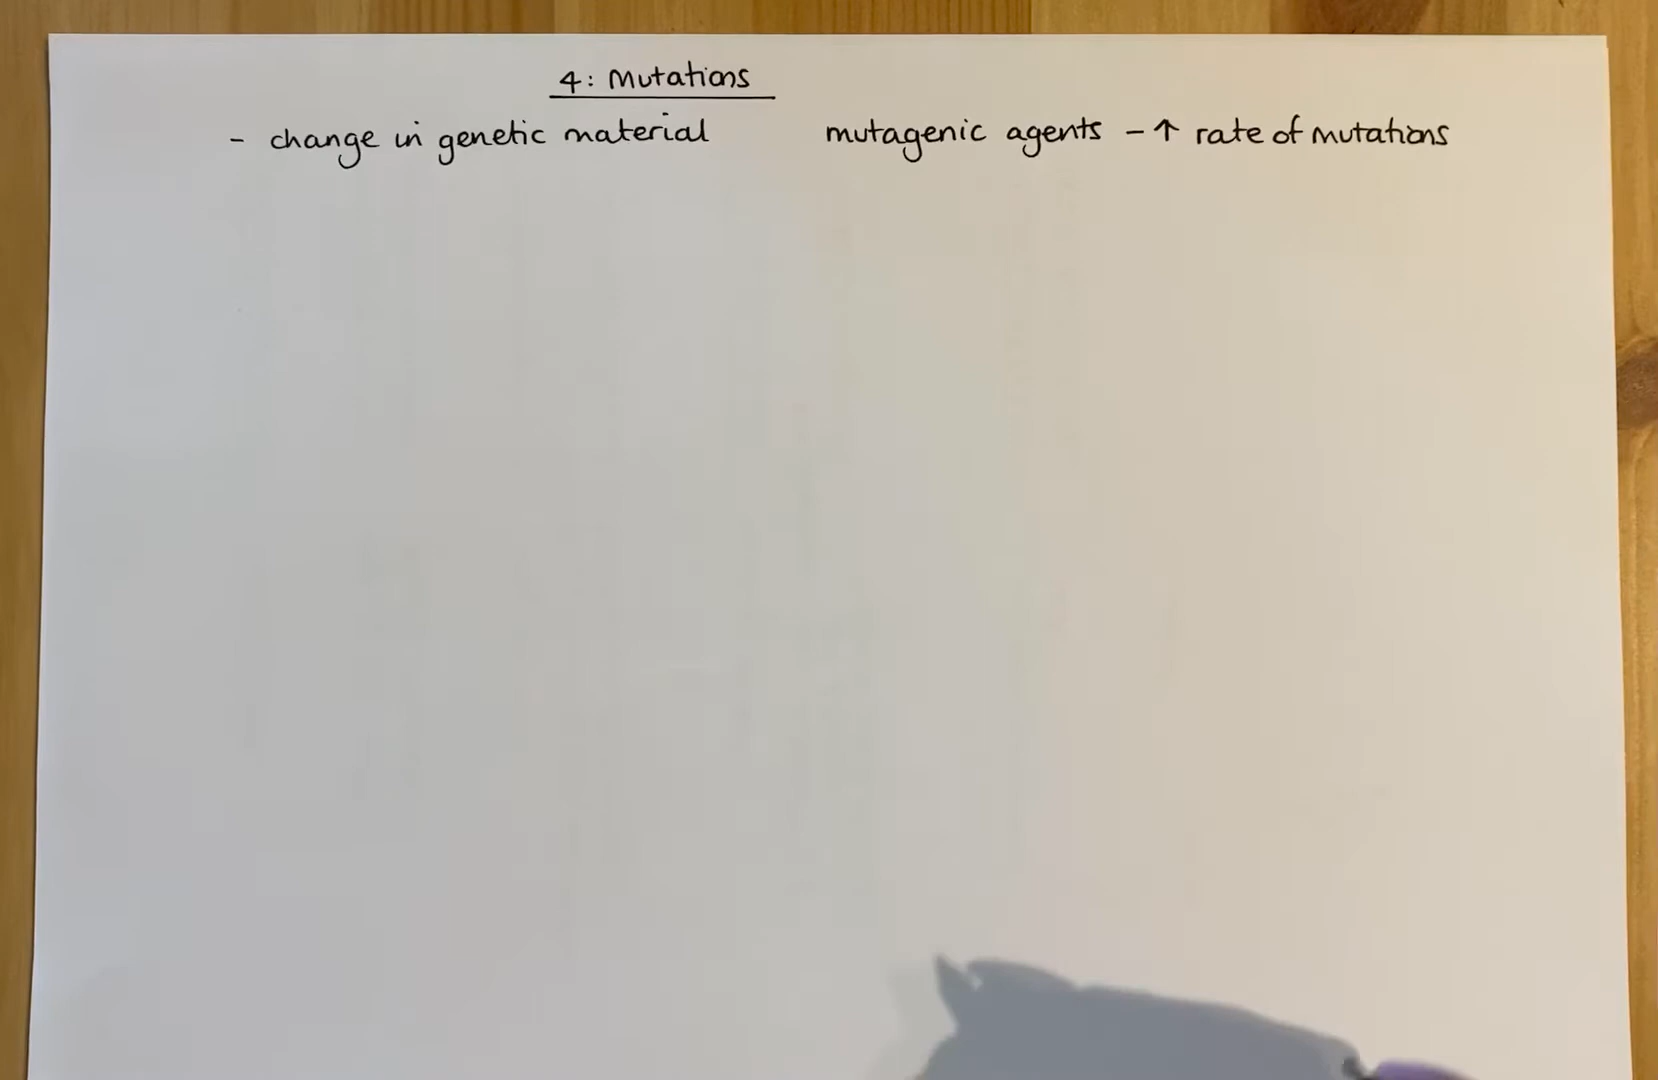 4: Mutations
- change in genetic material
mutagenic agents - ↑ rate of mutations